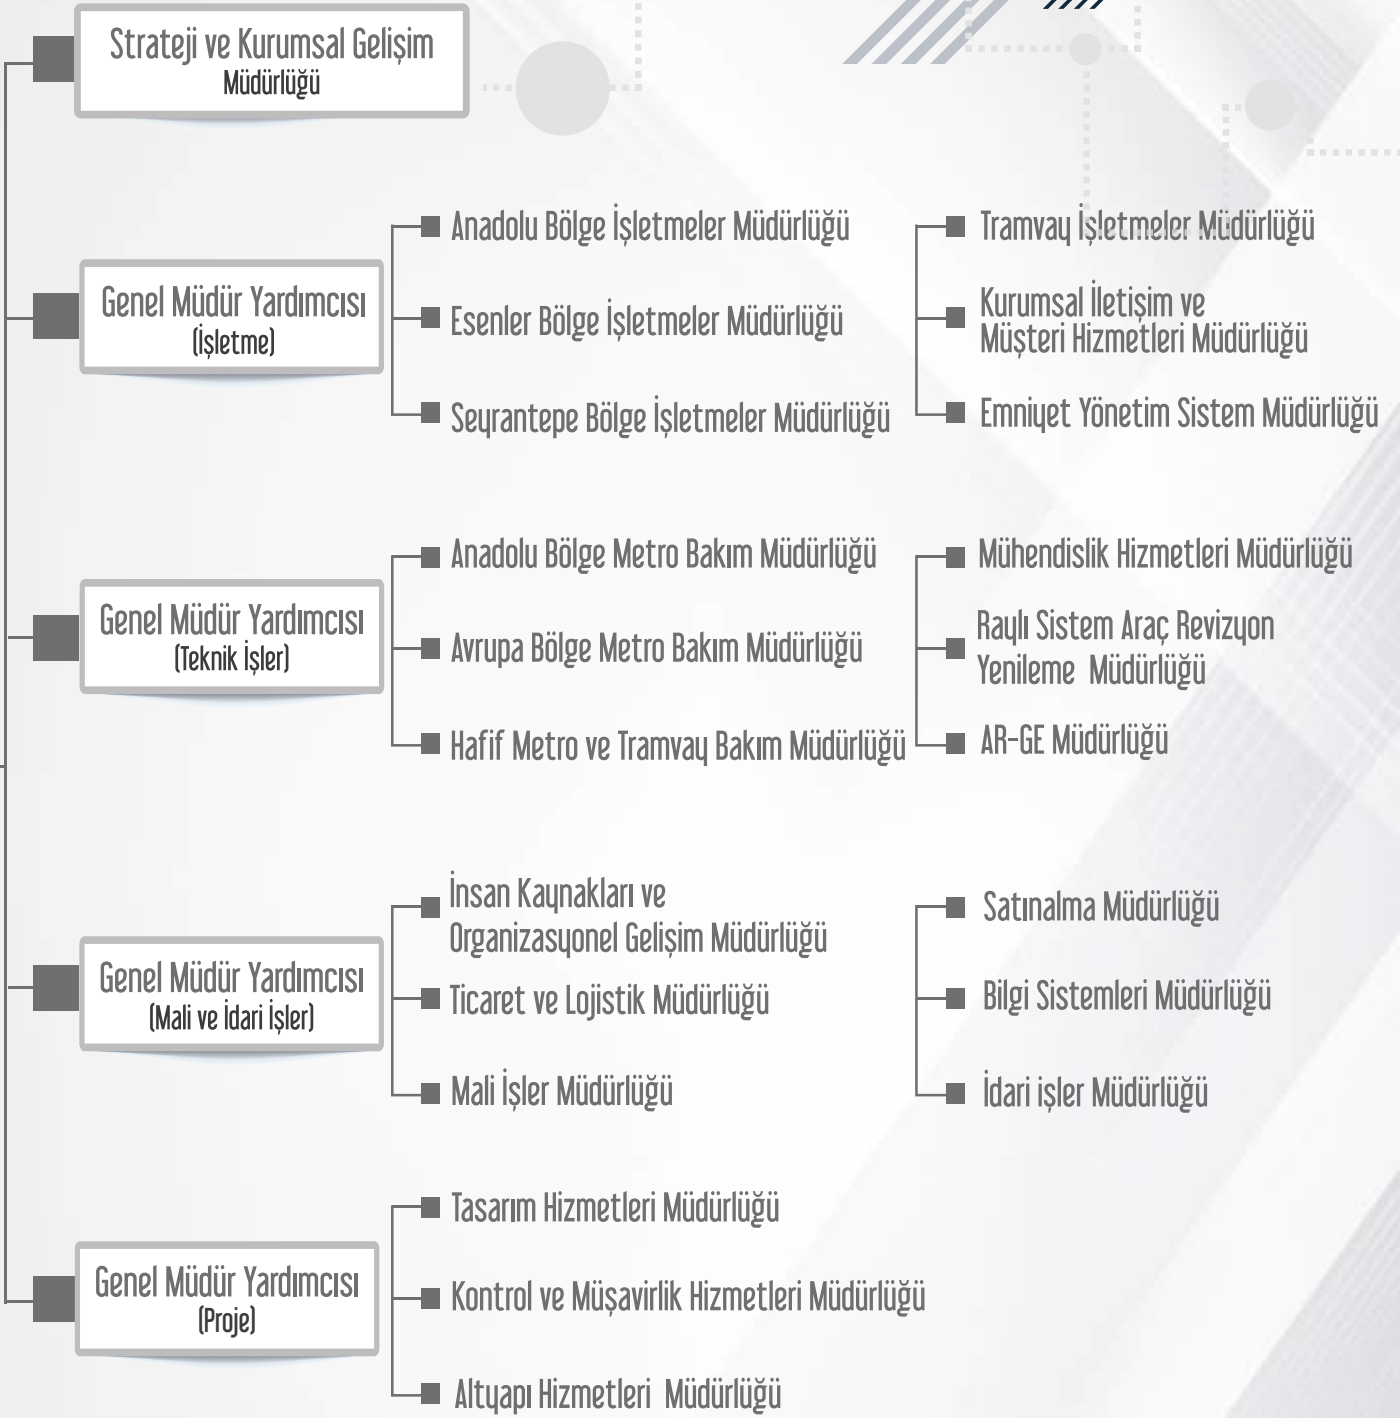 Strateji ve Kurumsal Gelişim
Müdürlüğü
Genel Müdür Yardımcısı
(İşletme)
Anadolu Bölge İşletmeler Müdürlüğü
Esenler Bölge İşletmeler Müdürlüğü
Seyrantepe Bölge İşletmeler Müdürlüğü
Tramvay İşletmeler Müdürlüğü
Kurumsal İletişim ve
Müşteri Hizmetleri Müdürlüğü
Emniyet Yönetim Sistem Müdürlüğü
Genel Müdür Yardımcısı
(Teknik İşler)
Anadolu Bölge Metro Bakım Müdürlüğü
Avrupa Bölge Metro Bakım Müdürlüğü
Hafif Metro ve Tramvay Bakım Müdürlüğü
Mühendislik Hizmetleri Müdürlüğü
Raylı Sistem Araç Revizyon
Yenileme Müdürlüğü
AR-GE Müdürlüğü
Genel Müdür Yardımcısı
(Mali ve İdari İşler)
İnsan Kaynakları ve
Organizasyonel Gelişim Müdürlüğü
Ticaret ve Lojistik Müdürlüğü
Mali İşler Müdürlüğü
Satınalma Müdürlüğü
Bilgi Sistemleri Müdürlüğü
İdari işler Müdürlüğü
Genel Müdür Yardımcısı
(Proje)
Tasarım Hizmetleri Müdürlüğü
Kontrol ve Müşavirlik Hizmetleri Müdürlüğü
Altyapı Hizmetleri Müdürlüğü